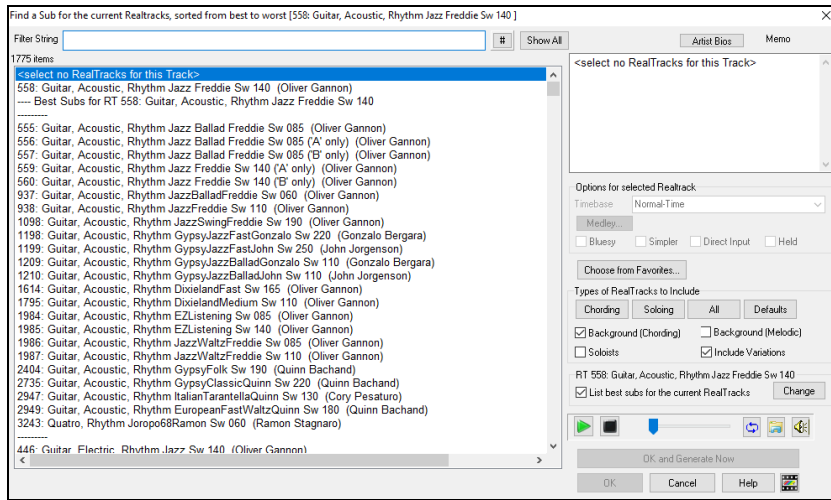 Find a Sub for the current Realtracks, sorted from best to worst [558: Guitar, Acoustic, Rhythm Jazz Freddie Sw 140 ]
Filter String
#
Show All
Artist Bios
Memo
1775 items
<select no RealTracks for this Track>
558: Guitar, Acoustic, Rhythm Jazz Freddie Sw 140 (Oliver Gannon)
---- Best Subs for RT 558: Guitar, Acoustic, Rhythm Jazz Freddie Sw 140
---------
555: Guitar, Acoustic, Rhythm Jazz Ballad Freddie Sw 085 (Oliver Gannon)
556: Guitar, Acoustic, Rhythm Jazz Ballad Freddie Sw 085 ('A' only) (Oliver Gannon)
557: Guitar, Acoustic, Rhythm Jazz Ballad Freddie Sw 085 ('B' only) (Oliver Gannon)
559: Guitar, Acoustic, Rhythm Jazz Freddie Sw 140 ('A' only) (Oliver Gannon)
560: Guitar, Acoustic, Rhythm Jazz Freddie Sw 140 ('B' only) (Oliver Gannon)
937: Guitar, Acoustic, Rhythm JazzBalladFreddie Sw 060 (Oliver Gannon)
938: Guitar, Acoustic, Rhythm JazzFreddie Sw 110 (Oliver Gannon)
1098: Guitar, Acoustic, Rhythm JazzSwingFreddie Sw 190 (Oliver Gannon)
1198: Guitar, Acoustic, Rhythm GypsyJazzFastGonzalo Sw 220 (Gonzalo Bergara)
1199: Guitar, Acoustic, Rhythm GypsyJazzFastJohn Sw 250 (John Jorgenson)
1209: Guitar, Acoustic, Rhythm GypsyJazzBalladGonzalo Sw 110 (Gonzalo Bergara)
1210: Guitar, Acoustic, Rhythm GypsyJazzBalladJohn Sw 110 (John Jorgenson)
1614: Guitar, Acoustic, Rhythm DixielandFast Sw 165 (Oliver Gannon)
1795: Guitar, Acoustic, Rhythm DixielandMedium Sw 110 (Oliver Gannon)
1984: Guitar, Acoustic, Rhythm EZListening Sw 085 (Oliver Gannon)
1985: Guitar, Acoustic, Rhythm EZListening Sw 140 (Oliver Gannon)
1986: Guitar, Acoustic, Rhythm JazzWaltzFreddie Sw 085 (Oliver Gannon)
1987: Guitar, Acoustic, Rhythm JazzWaltzFreddie Sw 110 (Oliver Gannon)
2404: Guitar, Acoustic, Rhythm GypsyFolk Sw 190 (Quinn Bachand)
2735: Guitar, Acoustic, Rhythm GypsyClassicQuinn Sw 220 (Quinn Bachand)
2947: Guitar, Acoustic, Rhythm ItalianTarantellaQuinn Sw 130 (Cory Pesaturo)
2949: Guitar, Acoustic, Rhythm EuropeanFastWaltzQuinn Sw 180 (Quinn Bachand)
3243: Quatro, Rhythm Joropo68Ramon Sw 060 (Ramon Stagnaro)
---------
446: Guitar, Electric, Rhythm Jazz Sw 140 (Oliver Gannon)
<select no RealTracks for this Track>
Options for selected Realtrack
Timebase
Normal-Time
Medley...
Bluesy
Simpler
Direct Input
Held
Choose from Favorites...
Types of RealTracks to Include
Chording
Soloing
All
Defaults
Background (Chording)
Background (Melodic)
Soloists
Include Variations
RT 558: Guitar, Acoustic, Rhythm Jazz Freddie Sw 140
List best subs for the current RealTracks
Change
OK and Generate Now
OK
Cancel
Help